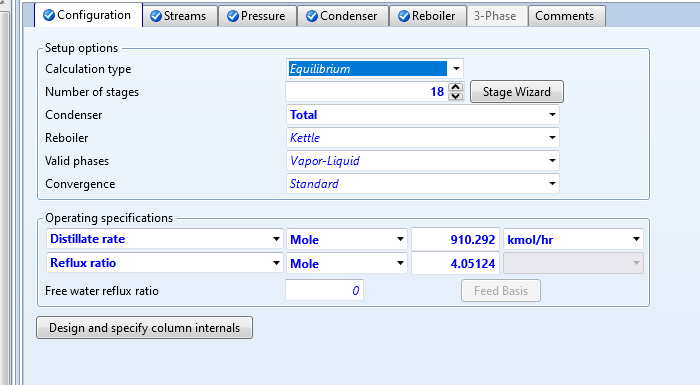 Configuration Streams Pressure Condenser Reboiler 3-Phase Comments
Setup options
Calculation type Equilibrium
Number of stages 18 Stage Wizard
Condenser Total
Reboiler Kettle
Valid phases Vapor-Liquid
Convergence Standard
Operating specifications
Distillate rate Mole 910.292 kmol/hr
Reflux ratio Mole 4.05124
Free water reflux ratio 0 Feed Basis
Design and specify column internals